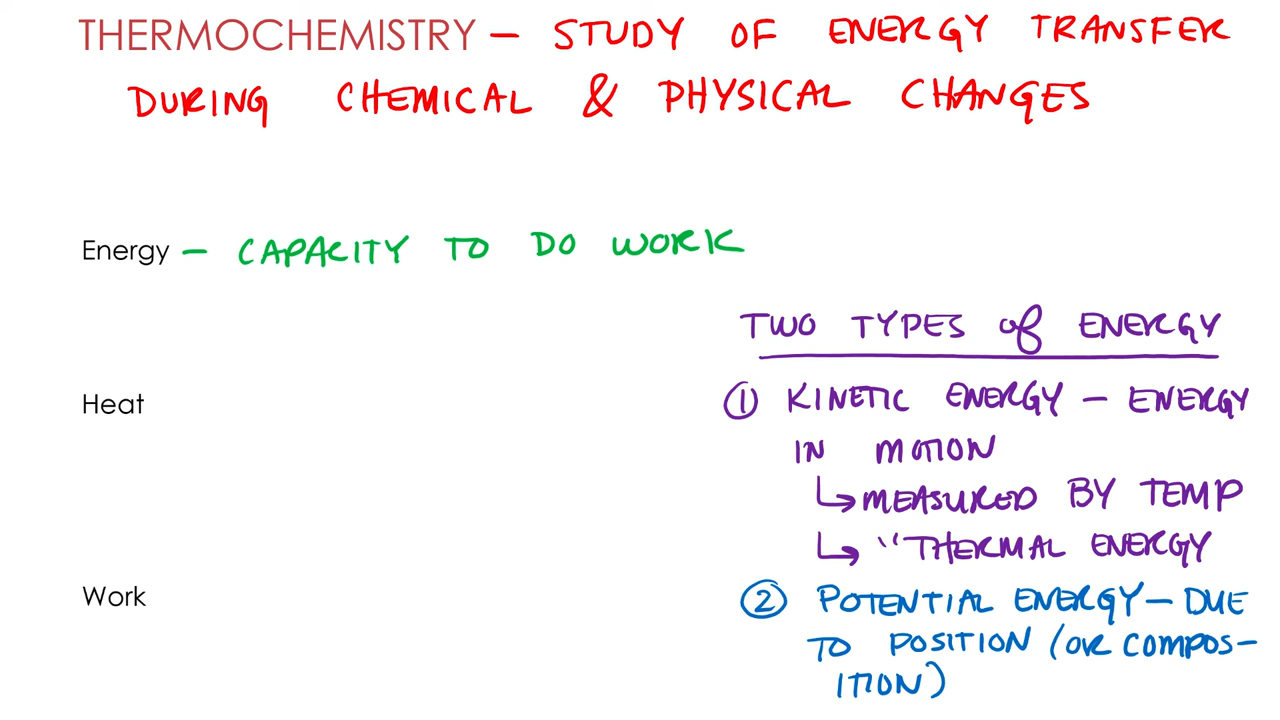 THERMOCHEMISTRY – STUDY OF ENERGY TRANSFER
DURING CHEMICAL & PHYSICAL CHANGES
Energy – CAPACITY TO DO WORK
TWO TYPES of ENERGY
Heat
① KINETIC ENERGY – ENERGY
IN MOTION
↳ MEASURED BY TEMP
↳ "THERMAL ENERGY
Work
② POTENTIAL ENERGY – DUE
TO POSITION (OR COMPOS-
ITION)